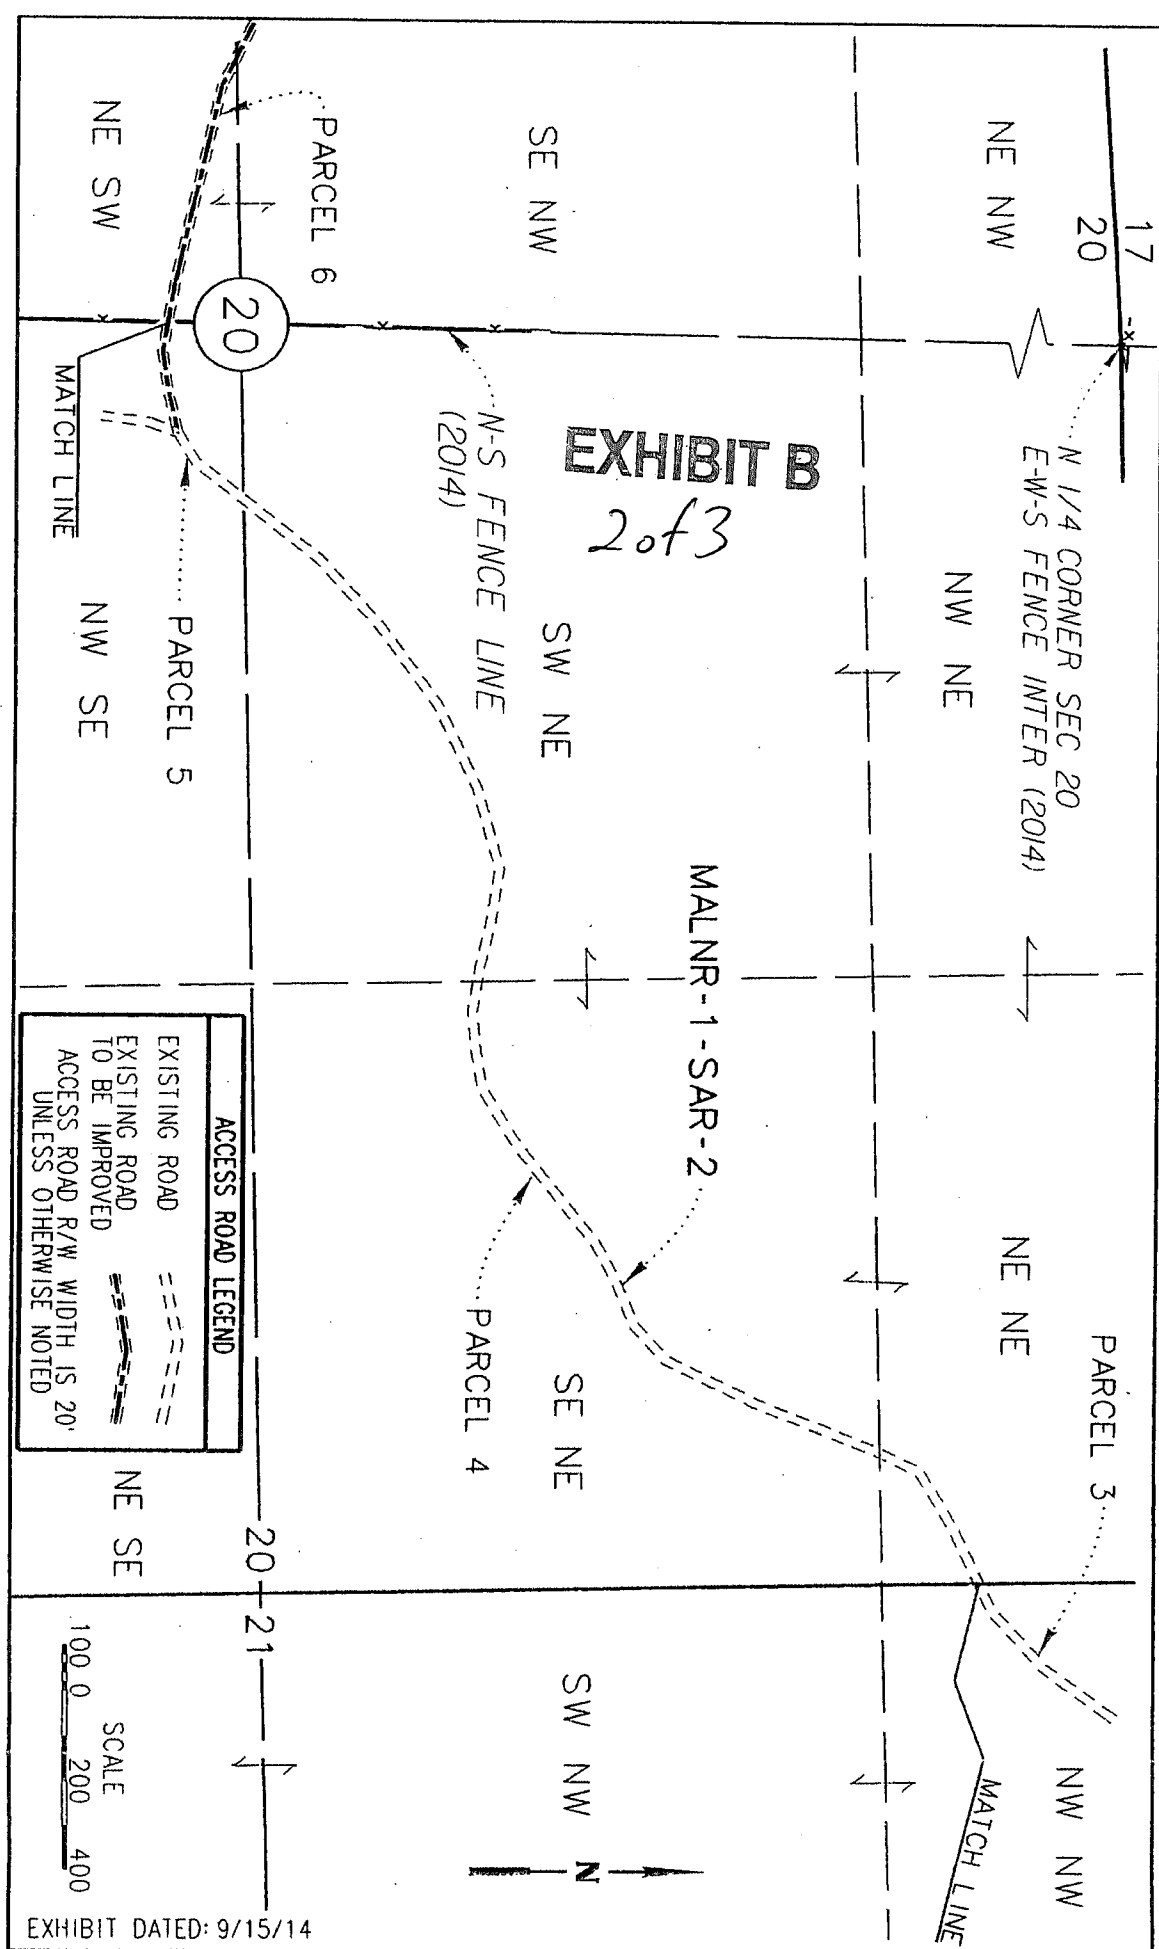 17
20
NE NW
N 1/4 CORNER SEC 20
E-W-S FENCE INTER (2014)
NW NE
NE NE
PARCEL 3
NW NW
MATCH LINE
SE NW
EXHIBIT B
2 of 3
N-S FENCE LINE
(2014)
SW NE
MALNR-1-SAR-2
PARCEL 4
SE NE
SW NW
N
PARCEL 6
20
NE SW
MATCH LINE
PARCEL 5
NW SE
20
21
NE SE
ACCESS ROAD LEGEND
EXISTING ROAD
EXISTING ROAD
TO BE IMPROVED
ACCESS ROAD R/W WIDTH IS 20'
UNLESS OTHERWISE NOTED
SCALE
100 0 200 400
EXHIBIT DATED: 9/15/14